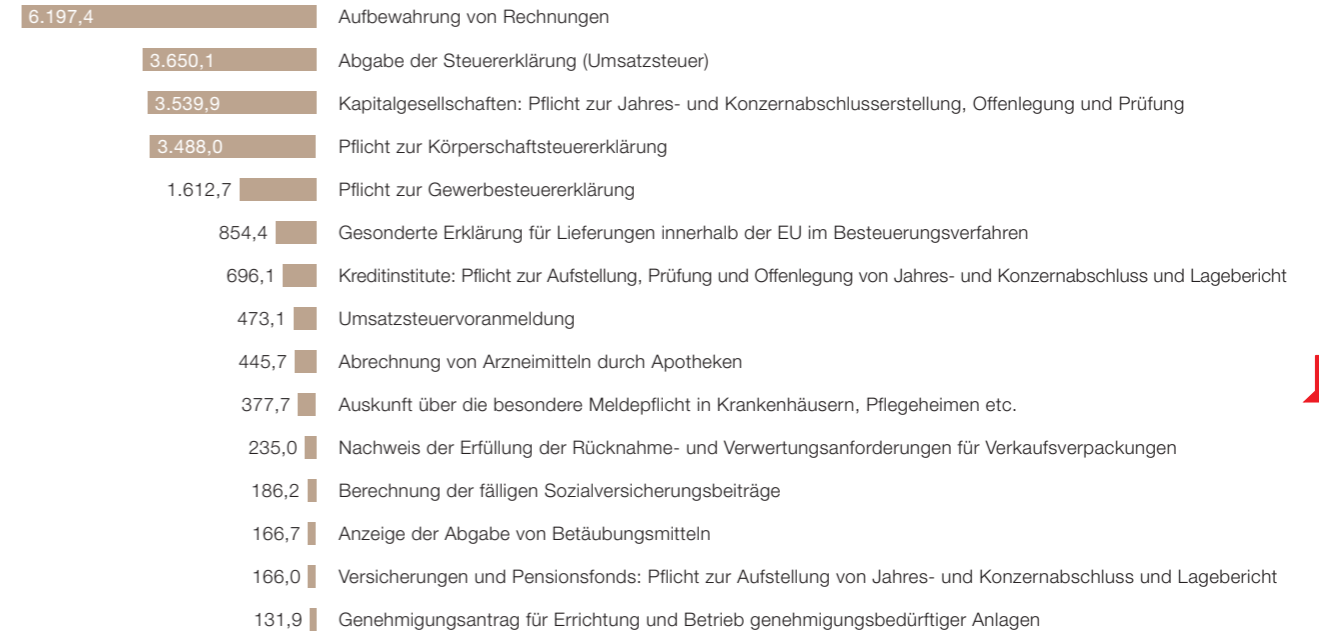 6.197,4 Aufbewahrung von Rechnungen
3.650,1 Abgabe der Steuererklärung (Umsatzsteuer)
3.539,9 Kapitalgesellschaften: Pflicht zur Jahres- und Konzernabschlusserstellung, Offenlegung und Prüfung
3.488,0 Pflicht zur Körperschaftsteuererklärung
1.612,7 Pflicht zur Gewerbesteuererklärung
854,4 Gesonderte Erklärung für Lieferungen innerhalb der EU im Besteuerungsverfahren
696,1 Kreditinstitute: Pflicht zur Aufstellung, Prüfung und Offenlegung von Jahres- und Konzernabschluss und Lagebericht
473,1 Umsatzsteuervoranmeldung
445,7 Abrechnung von Arzneimitteln durch Apotheken
377,7 Auskunft über die besondere Meldepflicht in Krankenhäusern, Pflegeheimen etc.
235,0 Nachweis der Erfüllung der Rücknahme- und Verwertungsanforderungen für Verkaufsverpackungen
186,2 Berechnung der fälligen Sozialversicherungsbeiträge
166,7 Anzeige der Abgabe von Betäubungsmitteln
166,0 Versicherungen und Pensionsfonds: Pflicht zur Aufstellung von Jahres- und Konzernabschluss und Lagebericht
131,9 Genehmigungsantrag für Errichtung und Betrieb genehmigungsbedürftiger Anlagen